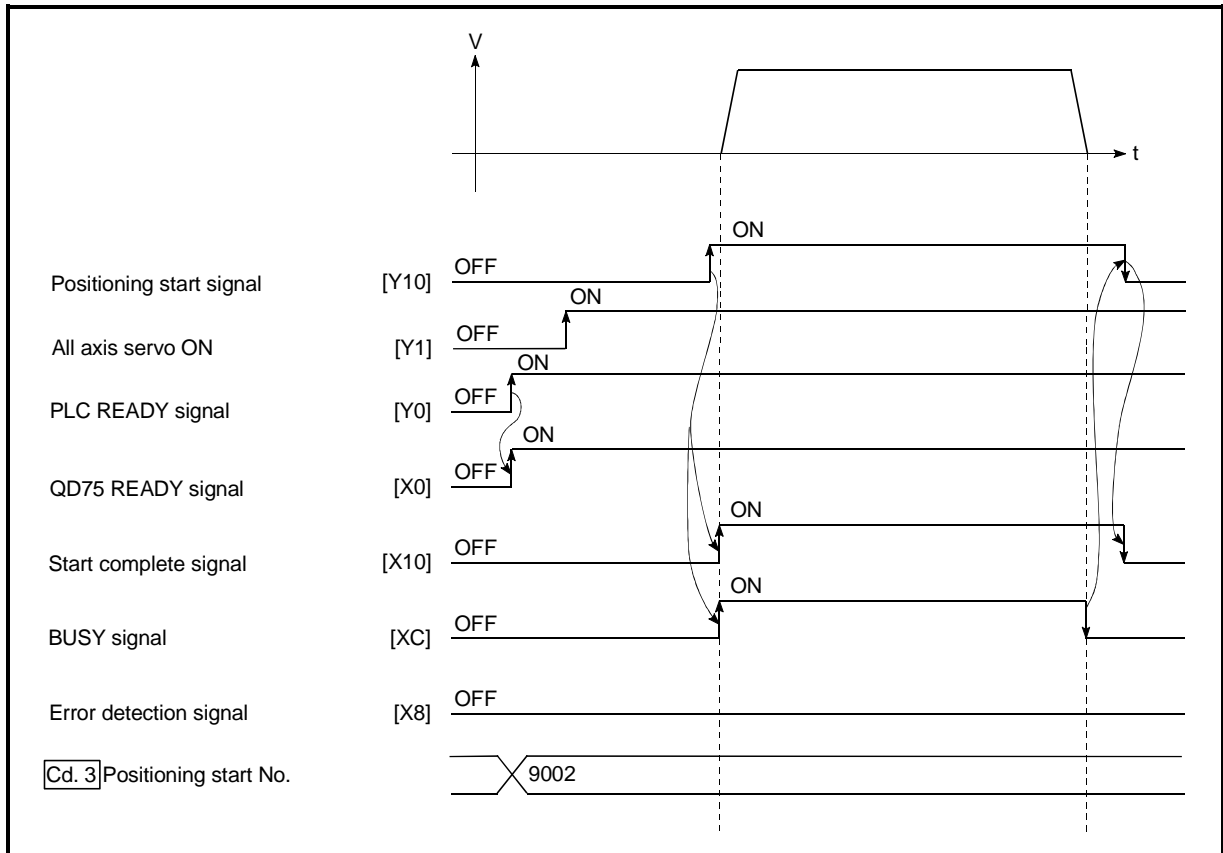 V
t
ON
Positioning start signal [Y10] OFF
ON
All axis servo ON [Y1] OFF
ON
PLC READY signal [Y0] OFF
ON
QD75 READY signal [X0] OFF
ON
Start complete signal [X10] OFF
ON
BUSY signal [XC] OFF
Error detection signal [X8] OFF
Cd. 3 Positioning start No. 9002